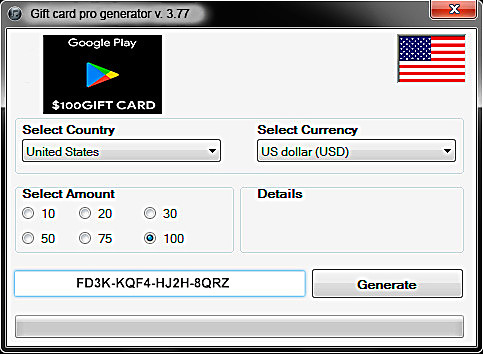 Gift card pro generator v. 3.77
Google Play
$100GIFT CARD
Select Country
Select Currency
United States
US dollar (USD)
Select Amount
Details
10 20 30
50 75 100
FD3K-KQF4-HJ2H-8QRZ
Generate